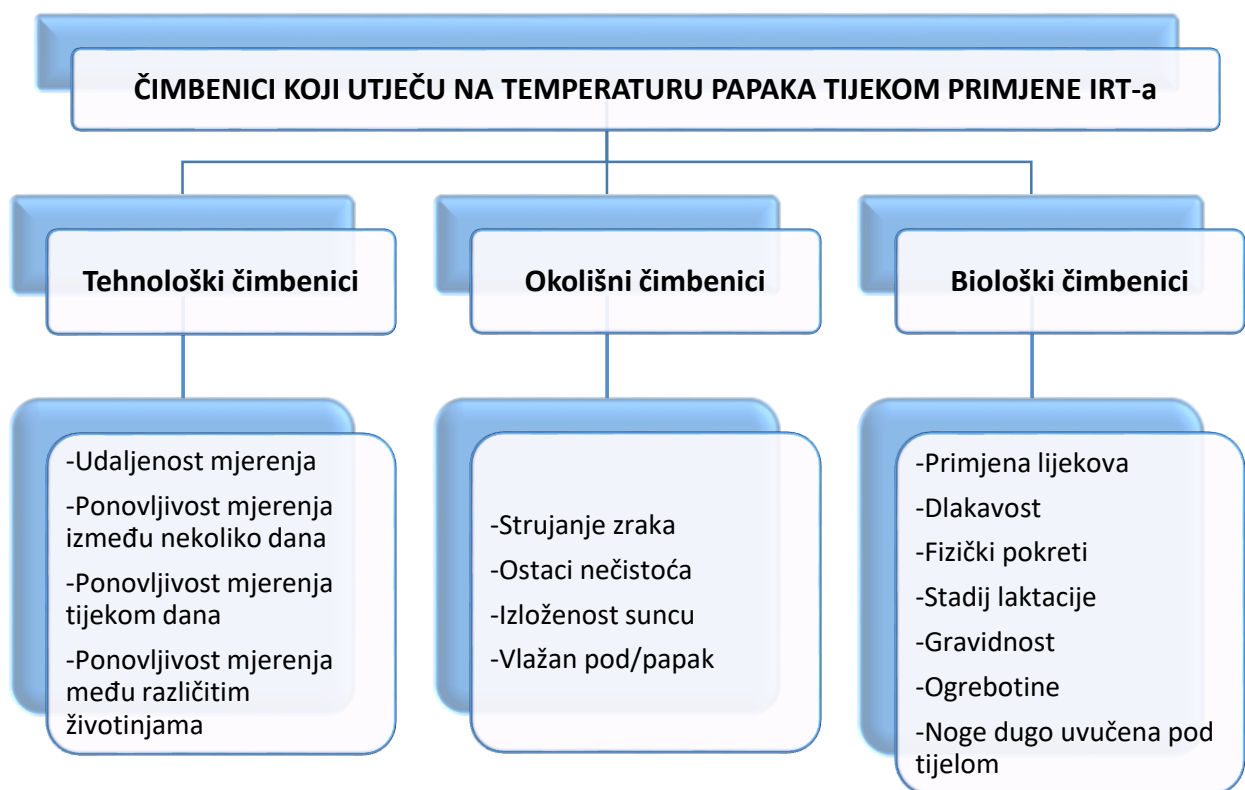 ČIMBENICI KOJI UTJEČU NA TEMPERATURU PAPAKA TIJEKOM PRIMJENE IRT-a
Tehnološki čimbenici
-Udaljenost mjerenja
-Ponovljivost mjerenja
između nekoliko dana
-Ponovljivost mjerenja
tijekom dana
-Ponovljivost mjerenja
među različitim
životinjama
Okolišni čimbenici
-Strujanje zraka
-Ostaci nečistoća
-Izloženost suncu
-Vlažan pod/papak
Biološki čimbenici
-Primjena lijekova
-Dlakavost
-Fizički pokreti
-Stadij laktacije
-Gravidnost
-Ogrebotine
-Noge dugo uvučena pod
tijelom